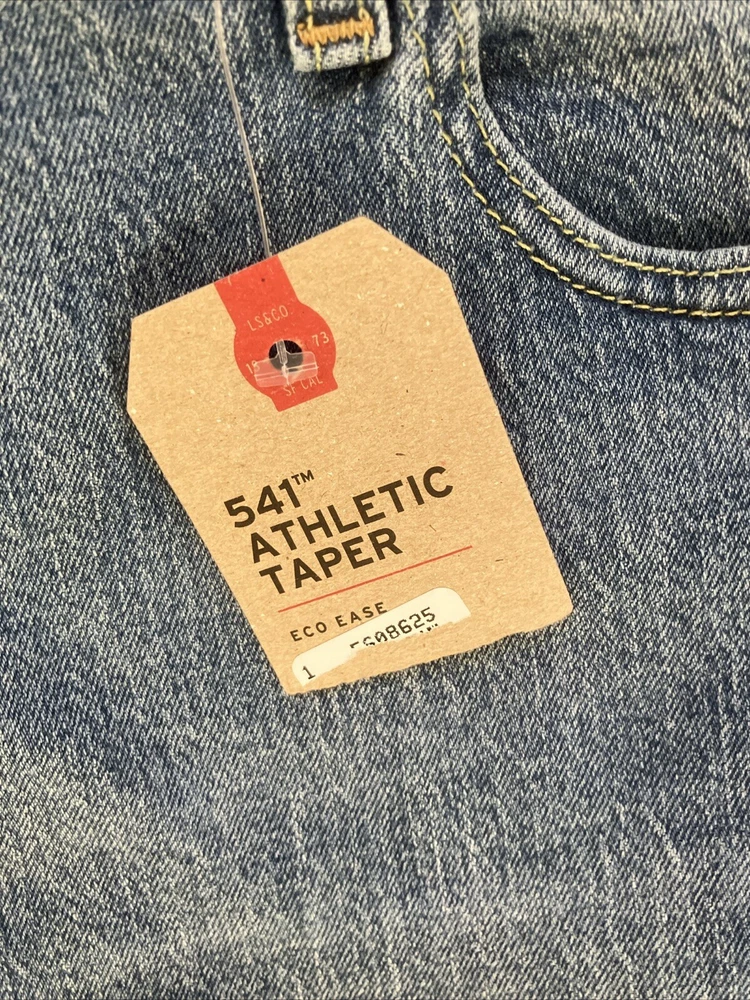 LS&CO.
73
SF CAL
541™
ATHLETIC
TAPER
ECO EASE
1